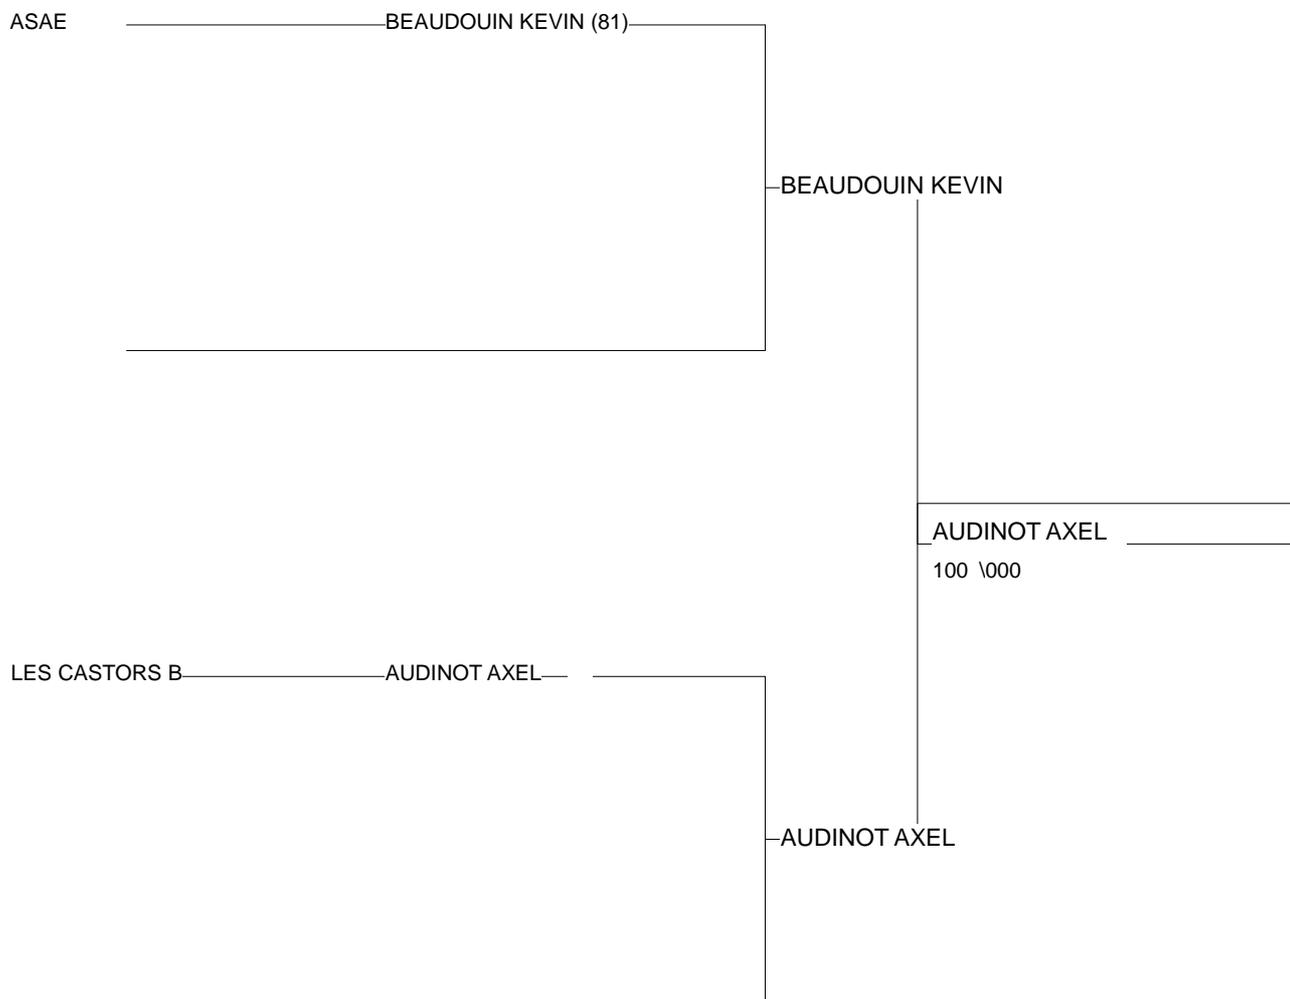 ASAE BEAUDOUIN KEVIN (81)
BEAUDOUIN KEVIN
AUDINOT AXEL
100 \000
LES CASTORS B AUDINOT AXEL
AUDINOT AXEL